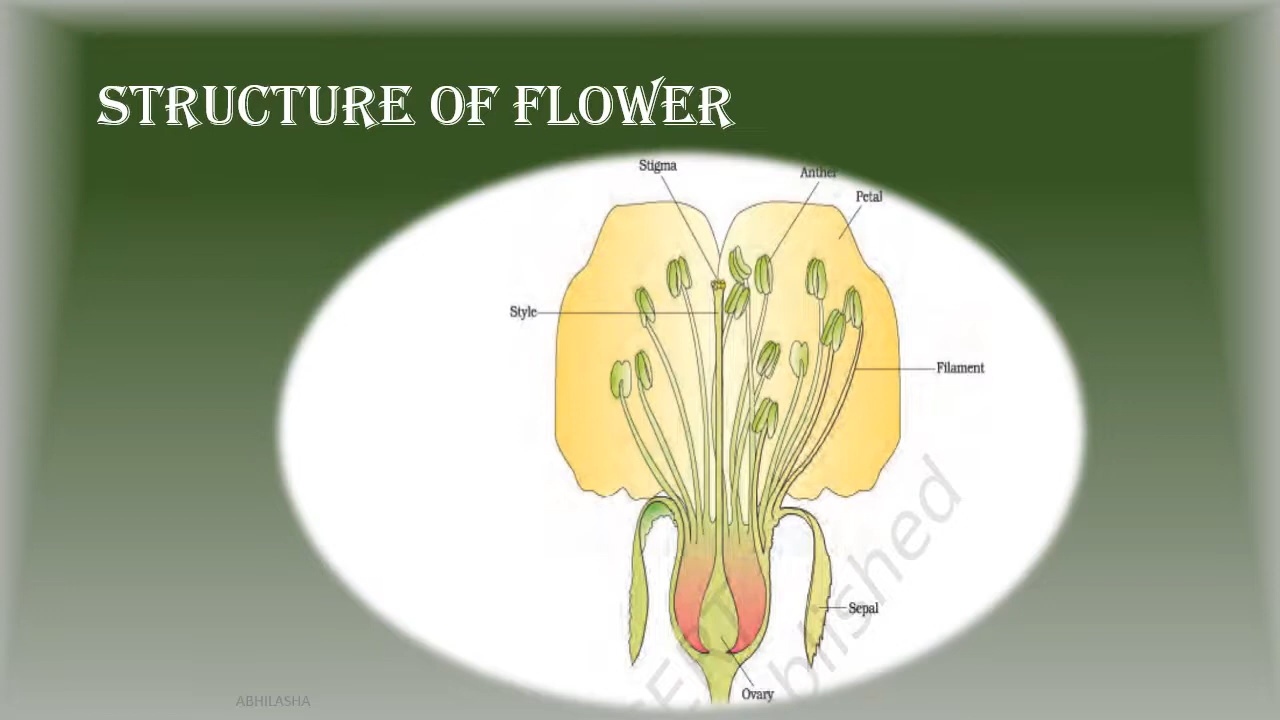 STRUCTURE OF FLOWER
Stigma
Anther
Petal
Style
Filament
Sepal
Ovary
ABHILASHA